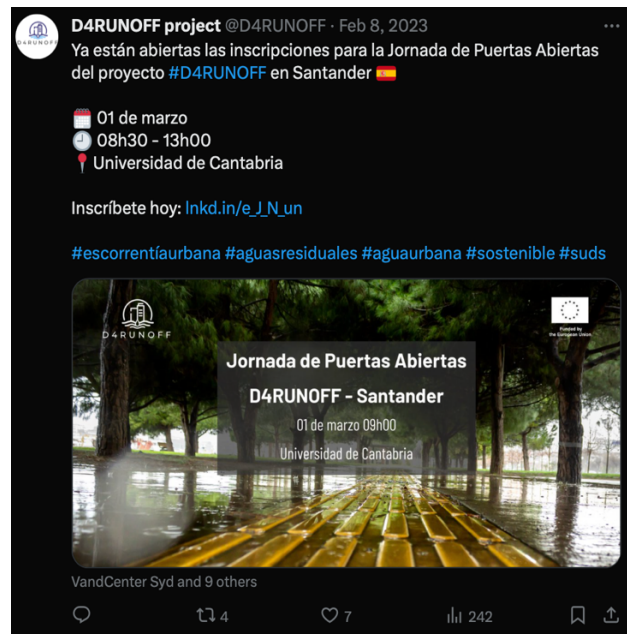 D4RUNOFF project @D4RUNOFF · Feb 8, 2023
D4RUNOFF
Ya están abiertas las inscripciones para la Jornada de Puertas Abiertas
del proyecto #D4RUNOFF en Santander
01 de marzo
08h30 - 13h00
Universidad de Cantabria
Inscríbete hoy: lnkd.in/e_J_N_un
#escorrentíaurbana #aguasresiduales #aguaurbana #sostenible #suds
D4RUNOFF
Funded by
the European Union
Jornada de Puertas Abiertas
D4RUNOFF - Santander
01 de marzo 09h00
Universidad de Cantabria
VandCenter Syd and 9 others
4 7 242